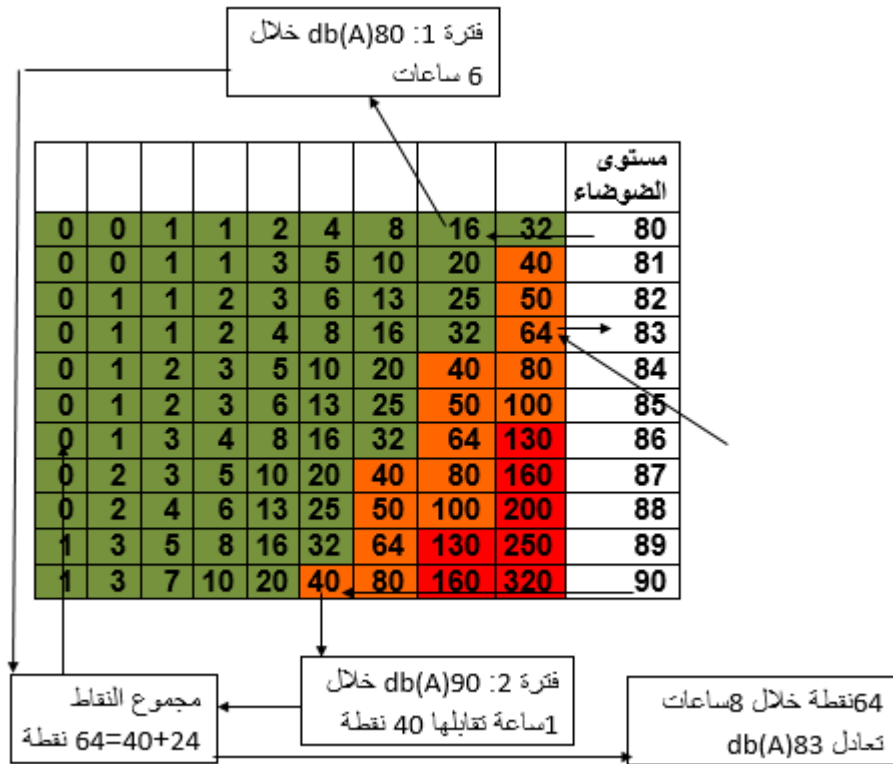 فترة 1: db(A)80 خلال
6 ساعات
مستوى
الضوضاء
80 32 16 8 4 2 1 1 0 0
81 40 20 10 5 3 1 1 0 0
82 50 25 13 6 3 2 1 1 0
83 64 32 16 8 4 2 1 1 0
84 80 40 20 10 5 3 2 1 0
85 100 50 25 13 6 3 2 1 0
86 130 64 32 16 8 4 3 1 0
87 160 80 40 20 10 5 3 2 0
88 200 100 50 25 13 6 4 2 0
89 250 130 64 32 16 8 5 3 1
90 320 160 80 40 20 10 7 3 1
فترة 2: db(A)90 خلال
1ساعة تقابلها 40 نقطة
مجموع النقاط
24+40=64 نقطة
64نقطة خلال 8ساعات
تعادل db(A)83